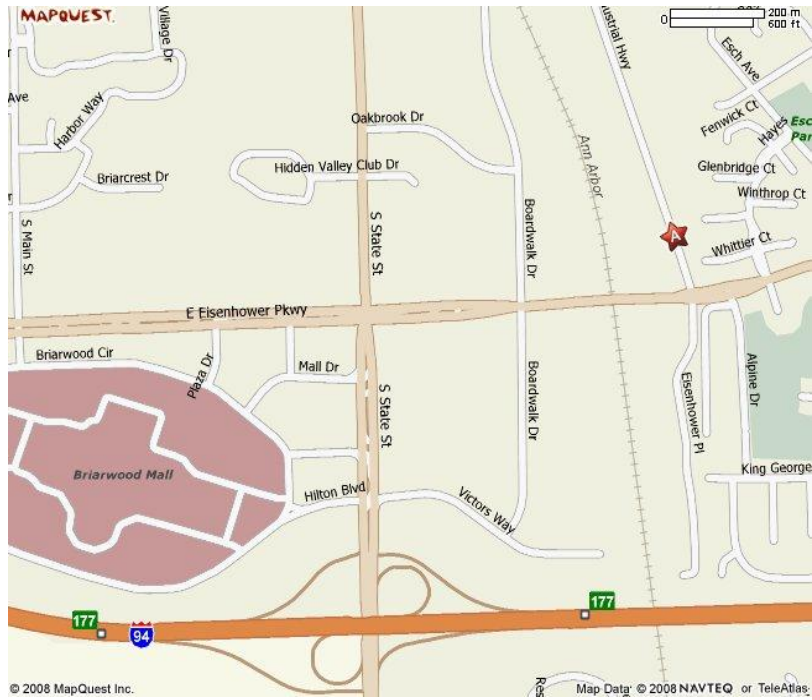 MAPQUEST.
0 200 m
600 ft
Village Dr
Industrial Hwy
Esch Ave
Ave
Harbor Way
Oakbrook Dr
Fenwick Ct
Hayes
Esc
Par
Ann Arbor
Hidden Valley Club Dr
Glenbridge Ct
Briarcrest Dr
Winthrop Ct
S Main St
S State St
Boardwalk Dr
A
Whittier Ct
E Eisenhower Pkwy
Briarwood Cir
Plaza Dr
Mall Dr
S State St
Boardwalk Dr
Eisenhower Pl
Alpine Dr
Briarwood Mall
King George
Hilton Blvd
Victors Way
177
177
94
© 2008 MapQuest Inc.
Map Data © 2008 NAVTEQ or TeleAtlas